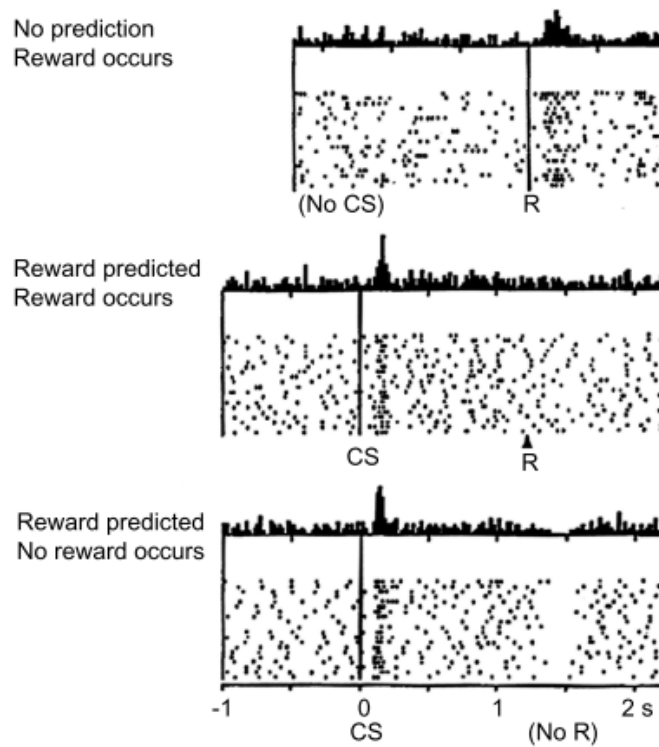 No prediction
Reward occurs
(No CS) R
Reward predicted
Reward occurs
CS R
Reward predicted
No reward occurs
-1 0 1 2 s
CS (No R)